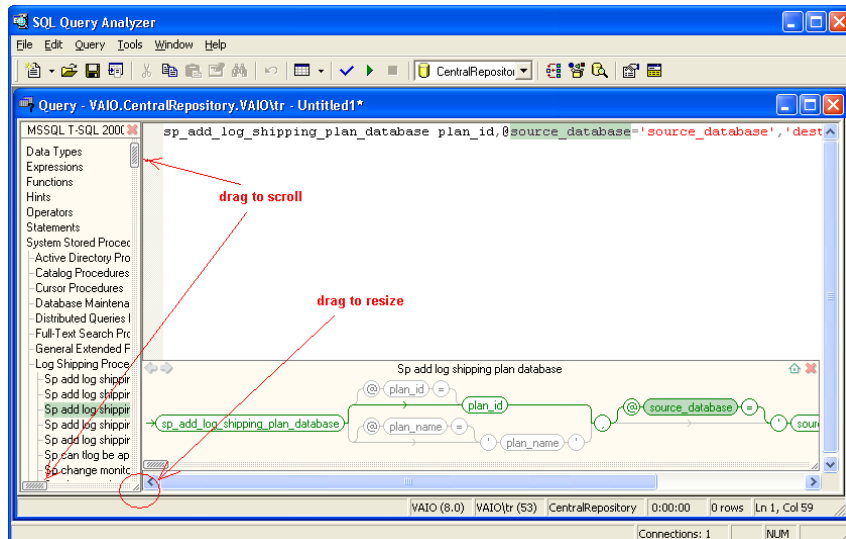 SQL Query Analyzer
File Edit Query Tools Window Help
CentralRepositor
Query - VAIO.CentralRepository.VAIO\tr - Untitled1*
MSSQL T-SQL 200(
sp_add_log_shipping_plan_database plan_id,@source_database='source_database','dest
Data Types
Expressions
Functions
Hints
Operators
Statements
System Stored Proced
Active Directory Pro
Catalog Procedures
Cursor Procedures
Database Maintena
Distributed Queries I
Full-Text Search Pro
General Extended F
Log Shipping Proce
Sp add log shippir
Sp add log shippir
Sp add log shippir
Sp add log shippir
Sp add log shippir
Sp can tlog be ap
Sp change monito
drag to scroll
drag to resize
Sp add log shipping plan database
@ plan_id =
plan_id
sp_add_log_shipping_plan_database
@ plan_name =
' plan_name '
,
@ source_database =
' sour
VAIO (8.0) VAIO\tr (53) CentralRepository 0:00:00 0 rows Ln 1, Col 59
Connections: 1 NUM